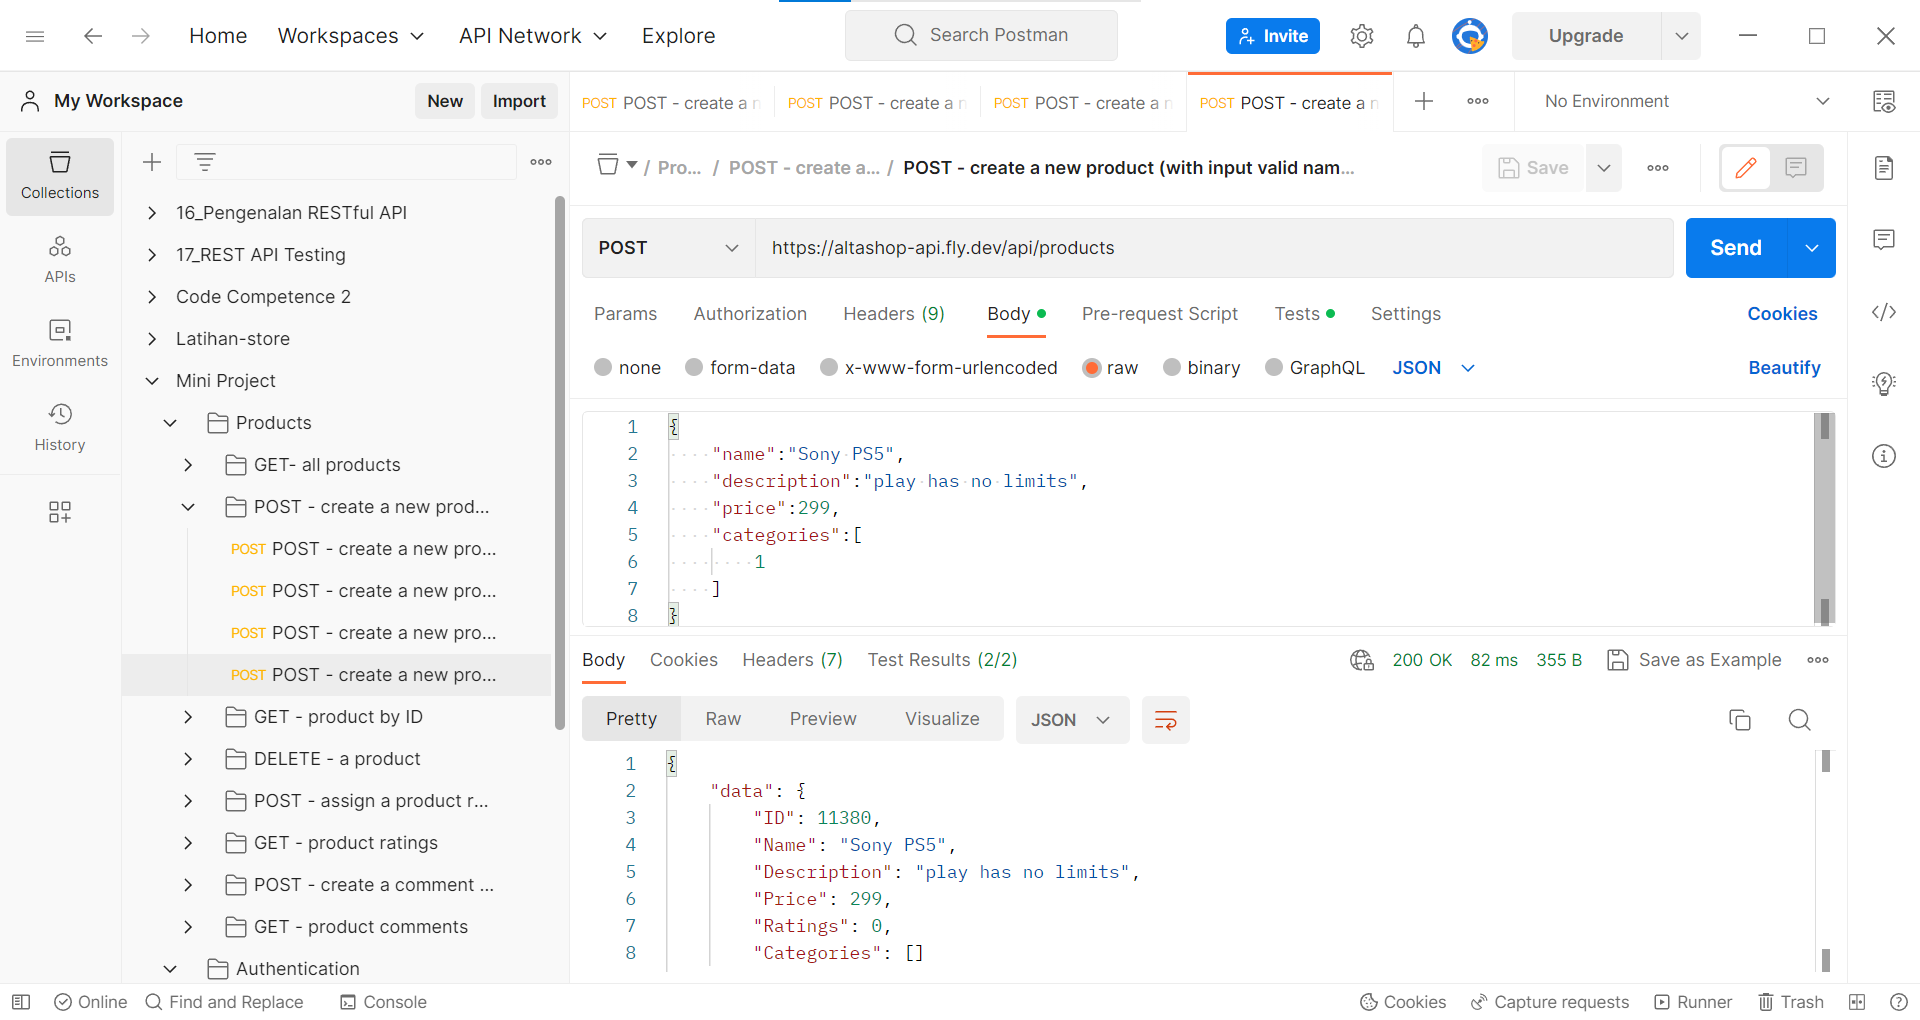 Home Workspaces API Network Explore Search Postman Invite Upgrade
My Workspace New Import
POST POST - create a n POST POST - create a n POST POST - create a n POST POST - create a n No Environment
Collections
APIs
Environments
History
16_Pengenalan RESTful API
17_REST API Testing
Code Competence 2
Latihan-store
Mini Project
Products
GET- all products
POST - create a new prod...
POST POST - create a new pro...
POST POST - create a new pro...
POST POST - create a new pro...
POST POST - create a new pro...
GET - product by ID
DELETE - a product
POST - assign a product r...
GET - product ratings
POST - create a comment ...
GET - product comments
Authentication
/ Pro... / POST - create a... / POST - create a new product (with input valid nam... Save
POST https://altashop-api.fly.dev/api/products Send
Params Authorization Headers (9) Body Pre-request Script Tests Settings Cookies
none form-data x-www-form-urlencoded raw binary GraphQL JSON Beautify
1 {
2 "name":"Sony PS5",
3 "description":"play has no limits",
4 "price":299,
5 "categories":[
6 1
7 ]
8 }
Body Cookies Headers (7) Test Results (2/2) 200 OK 82 ms 355 B Save as Example
Pretty Raw Preview Visualize JSON
1 {
2 "data": {
3 "ID": 11380,
4 "Name": "Sony PS5",
5 "Description": "play has no limits",
6 "Price": 299,
7 "Ratings": 0,
8 "Categories": []
Online Find and Replace Console Cookies Capture requests Runner Trash